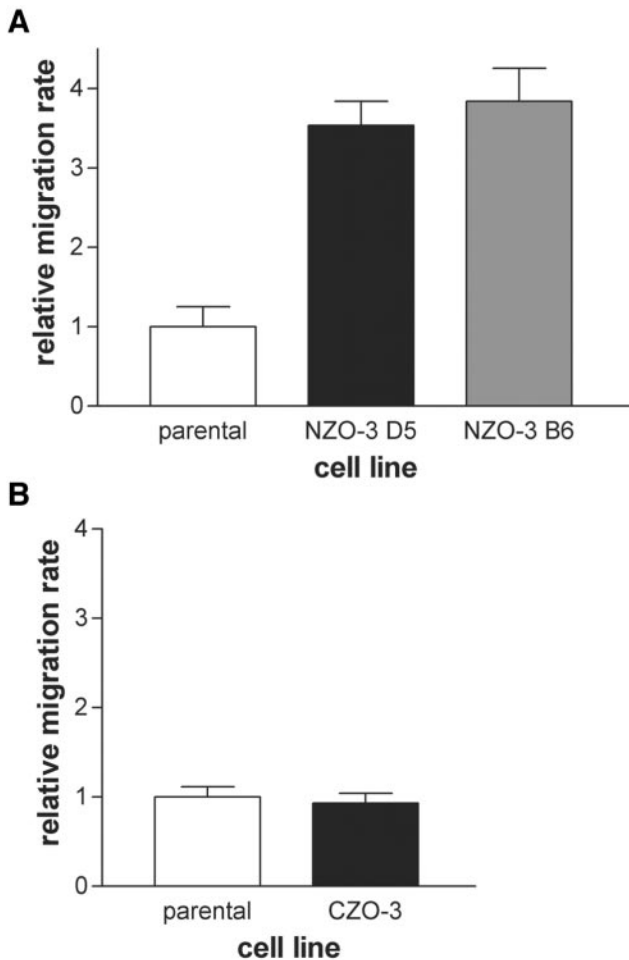 A
relative migration rate
4
3
2
1
0
parental NZO-3 D5 NZO-3 B6
cell line
B
relative migration rate
4
3
2
1
0
parental CZO-3
cell line